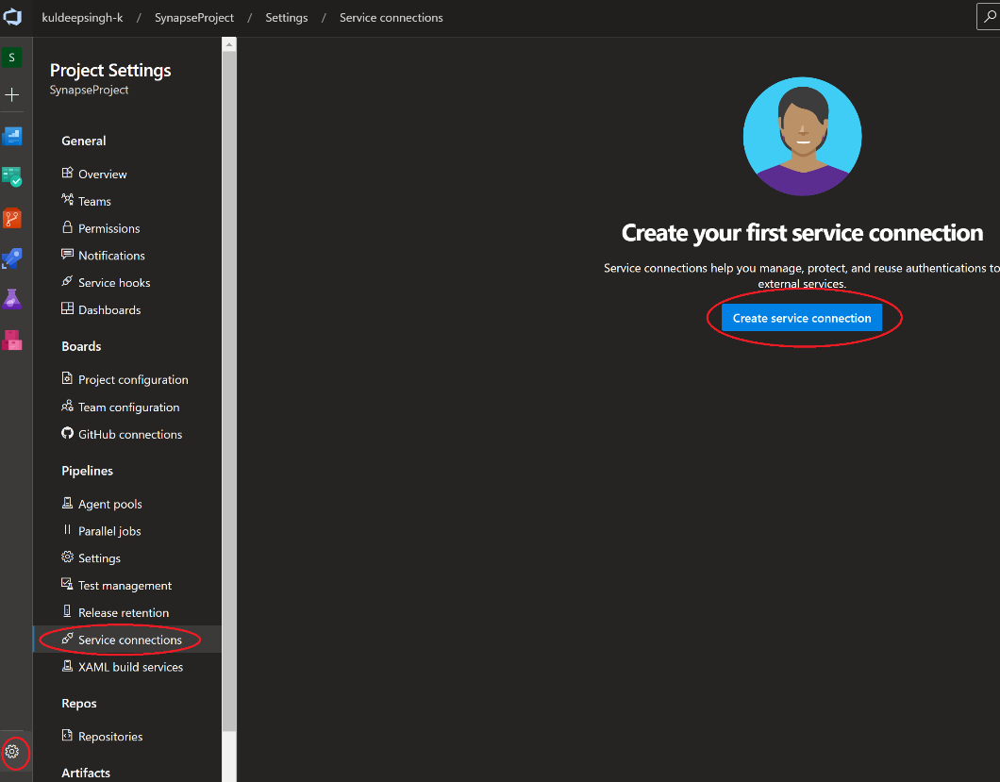 kuldeepsingh-k / SynapseProject / Settings / Service connections
S
Project Settings
SynapseProject
General
Overview
Teams
Permissions
Notifications
Service hooks
Dashboards
Boards
Project configuration
Team configuration
GitHub connections
Pipelines
Agent pools
Parallel jobs
Settings
Test management
Release retention
Service connections
XAML build services
Repos
Repositories
Artifacts
Create your first service connection
Service connections help you manage, protect, and reuse authentications to
external services.
Create service connection